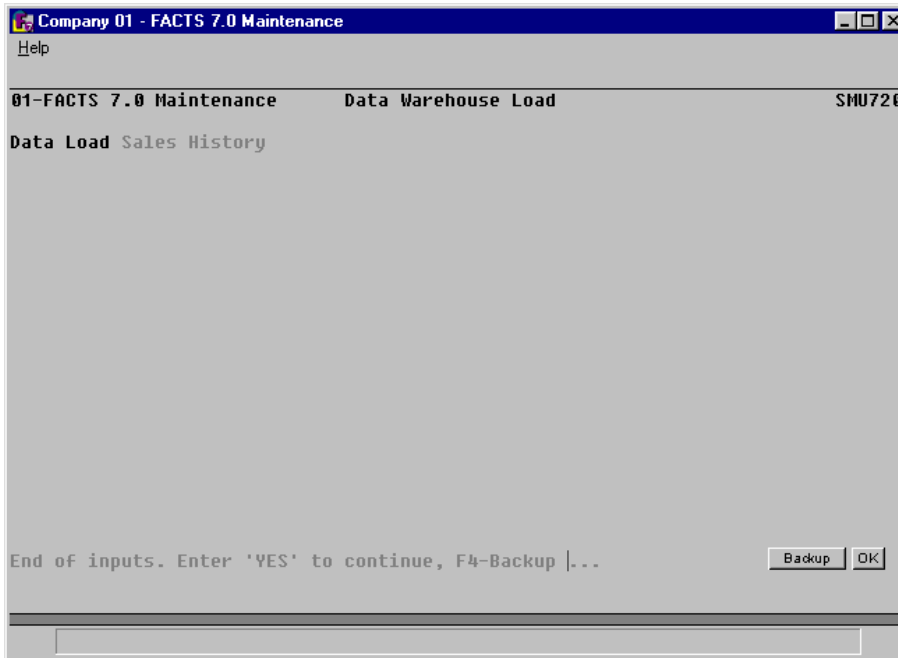 Company 01 - FACTS 7.0 Maintenance
Help
01-FACTS 7.0 Maintenance Data Warehouse Load SMU720
Data Load Sales History
End of inputs. Enter 'YES' to continue, F4-Backup |... Backup OK